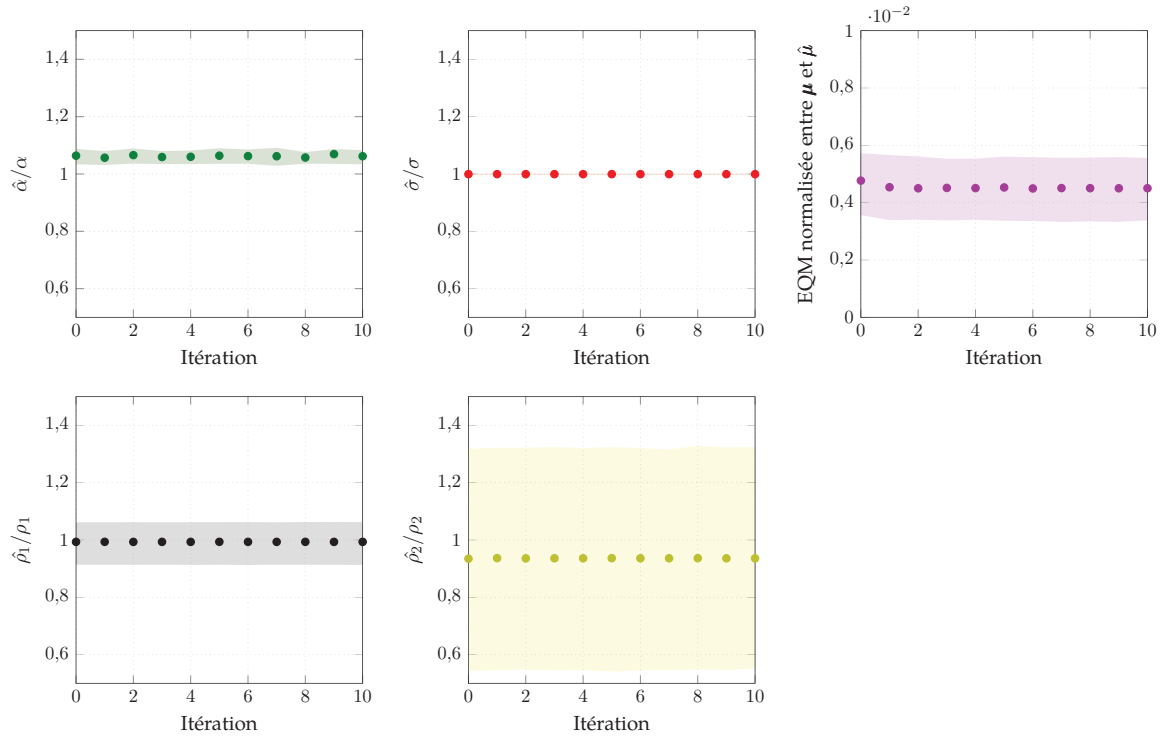 1,4
1,2
1
0,8
0,6
α̂/α
0 2 4 6 8 10
Itération
1,4
1,2
1
0,8
0,6
σ̂/σ
0 2 4 6 8 10
Itération
·10⁻²
1
0,8
0,6
0,4
0,2
0
EQM normalisée entre μ et μ̂
0 2 4 6 8 10
Itération
1,4
1,2
1
0,8
0,6
ρ̂₁/ρ₁
0 2 4 6 8 10
Itération
1,4
1,2
1
0,8
0,6
ρ̂₂/ρ₂
0 2 4 6 8 10
Itération